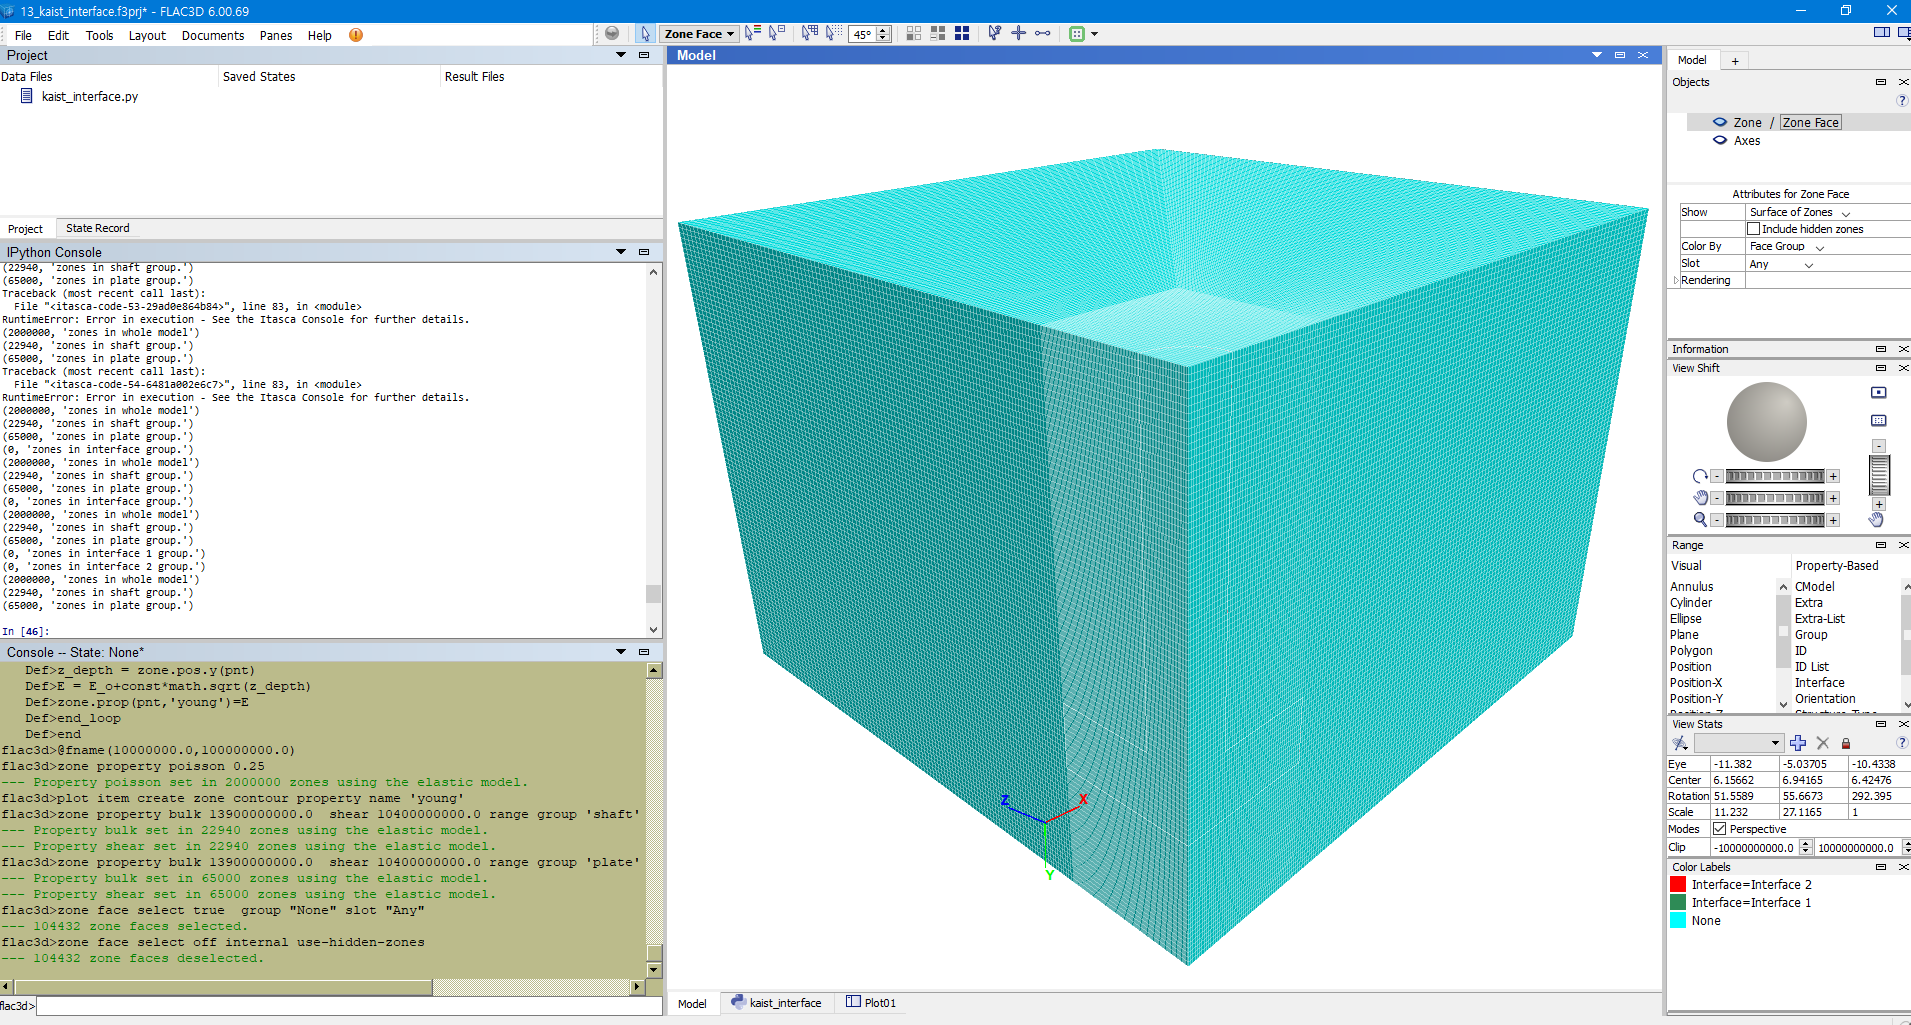 13_kaist_interface.f3prj* - FLAC3D 6.00.69
File Edit Tools Layout Documents Panes Help
Zone Face
45°
Project
Data Files Saved States Result Files
kaist_interface.py
Project State Record
IPython Console
(22940, 'zones in shaft group.')
(65000, 'zones in plate group.')
Traceback (most recent call last):
File "<itasca-code-53-29ad0e864b84>", line 83, in <module>
RuntimeError: Error in execution - See the Itasca Console for further details.
(2000000, 'zones in whole model')
(22940, 'zones in shaft group.')
(65000, 'zones in plate group.')
Traceback (most recent call last):
File "<itasca-code-54-6481a002e6c7>", line 83, in <module>
RuntimeError: Error in execution - See the Itasca Console for further details.
(2000000, 'zones in whole model')
(22940, 'zones in shaft group.')
(65000, 'zones in plate group.')
(0, 'zones in interface group.')
(2000000, 'zones in whole model')
(22940, 'zones in shaft group.')
(65000, 'zones in plate group.')
(0, 'zones in interface group.')
(2000000, 'zones in whole model')
(22940, 'zones in shaft group.')
(65000, 'zones in plate group.')
(0, 'zones in interface 1 group.')
(0, 'zones in interface 2 group.')
(2000000, 'zones in whole model')
(22940, 'zones in shaft group.')
(65000, 'zones in plate group.')
In [46]:
Console -- State: None*
Def>z_depth = zone.pos.y(pnt)
Def>E = E_o+const*math.sqrt(z_depth)
Def>zone.prop(pnt,'young')=E
Def>end_loop
Def>end
flac3d>@fname(10000000.0,100000000.0)
flac3d>zone property poisson 0.25
--- Property poisson set in 2000000 zones using the elastic model.
flac3d>plot item create zone contour property name 'young'
flac3d>zone property bulk 13900000000.0 shear 10400000000.0 range group 'shaft'
--- Property bulk set in 22940 zones using the elastic model.
--- Property shear set in 22940 zones using the elastic model.
flac3d>zone property bulk 13900000000.0 shear 10400000000.0 range group 'plate'
--- Property bulk set in 65000 zones using the elastic model.
--- Property shear set in 65000 zones using the elastic model.
flac3d>zone face select true group "None" slot "Any"
--- 104432 zone faces selected.
flac3d>zone face select off internal use-hidden-zones
--- 104432 zone faces deselected.
flac3d>
Model
Z X
Y
Model kaist_interface Plot01
Model +
Objects
?
Zone / Zone Face
Axes
Attributes for Zone Face
Show Surface of Zones
Include hidden zones
Color By Face Group
Slot Any
Rendering
Information
View Shift
Range
Visual Property-Based
Annulus CModel
Cylinder Extra
Ellipse Extra-List
Plane Group
Polygon ID
Position ID List
Position-X Interface
Position-Y Orientation
View Stats
?
Eye -11.382 -5.03705 -10.4338
Center 6.15662 6.94165 6.42476
Rotation 51.5589 55.6673 292.395
Scale 11.232 27.1165 1
Modes Perspective
Clip -10000000000.0 10000000000.0
Color Labels
Interface=Interface 2
Interface=Interface 1
None